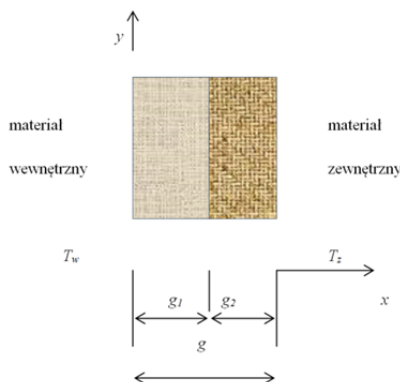 y
materiał
wewnętrzny
materiał
zewnętrzny
T_w
T_z
g_1
g_2
x
g